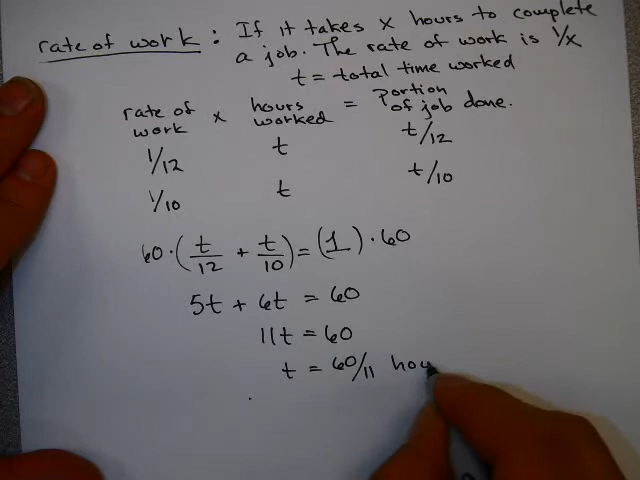 rate of work : If it takes x hours to complete
a job. The rate of work is 1/x
t = total time worked
rate of work x hours worked = Portion of job done.
1/12 t t/12
1/10 t t/10
60 · (t/12 + t/10) = (1) · 60
5t + 6t = 60
11t = 60
t = 60/11 hou